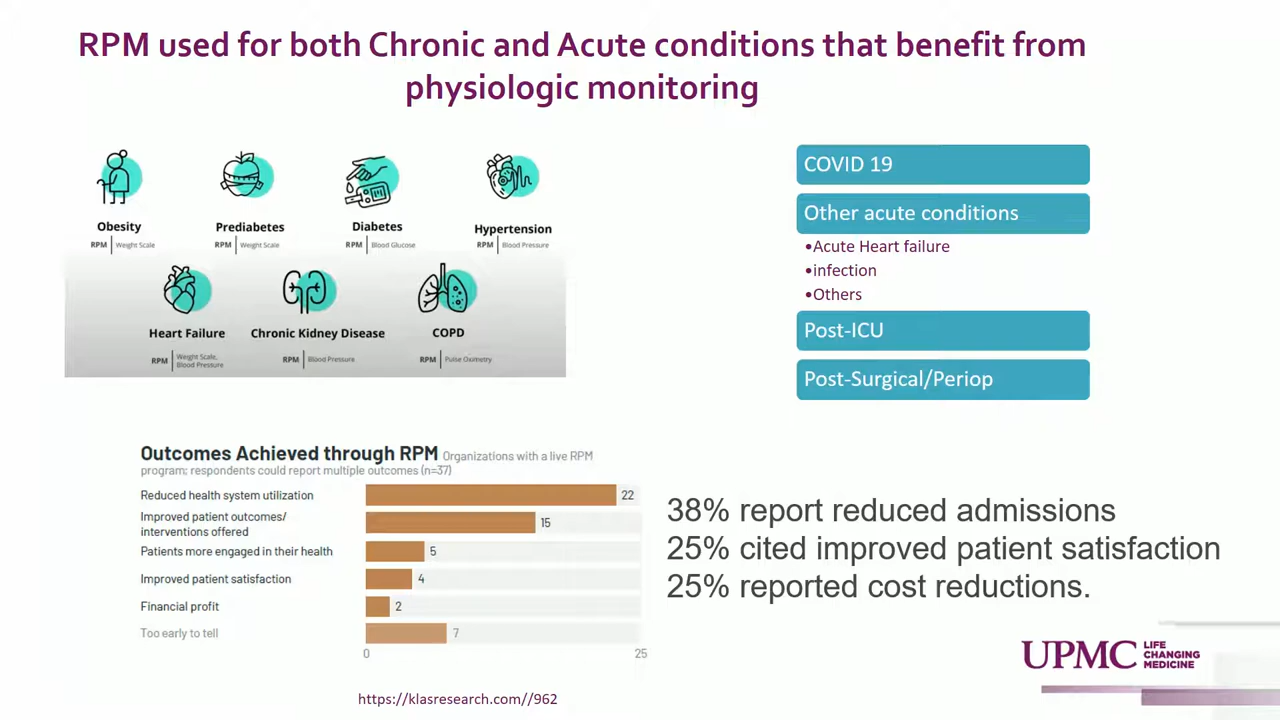 RPM used for both Chronic and Acute conditions that benefit from
physiologic monitoring
Obesity
RPM | Weight Scale
Prediabetes
RPM | Weight Scale
Diabetes
RPM | Blood Glucose
Hypertension
RPM | Blood Pressure
Heart Failure
RPM | Weight Scale,
Blood Pressure
Chronic Kidney Disease
RPM | Blood Pressure
COPD
RPM | Pulse Oximetry
COVID 19
Other acute conditions
•Acute Heart failure
•infection
•Others
Post-ICU
Post-Surgical/Periop
Outcomes Achieved through RPM Organizations with a live RPM
program; respondents could report multiple outcomes (n=37)
Reduced health system utilization 22
Improved patient outcomes/
interventions offered 15
Patients more engaged in their health 5
Improved patient satisfaction 4
Financial profit 2
Too early to tell 7
0 25
38% report reduced admissions
25% cited improved patient satisfaction
25% reported cost reductions.
UPMC LIFE
CHANGING
MEDICINE
https://klasresearch.com//962